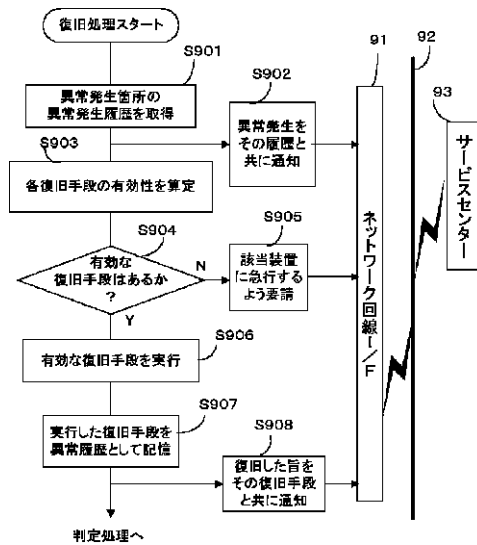 復旧処理スタート
S901
異常発生箇所の
異常発生履歴を取得
S902
異常発生を
その履歴と
共に通知
S903
各復旧手段の有効性を算定
S904
有効な
復旧手段はあるか
?
N
Y
S905
該当装置
に急行する
よう要請
S906
有効な復旧手段を実行
S907
実行した復旧手段を
異常履歴として記憶
S908
復旧した旨を
その復旧手段
と共に通知
判定処理へ
91
ネットワーク回線I/F
92
93
サービスセンター